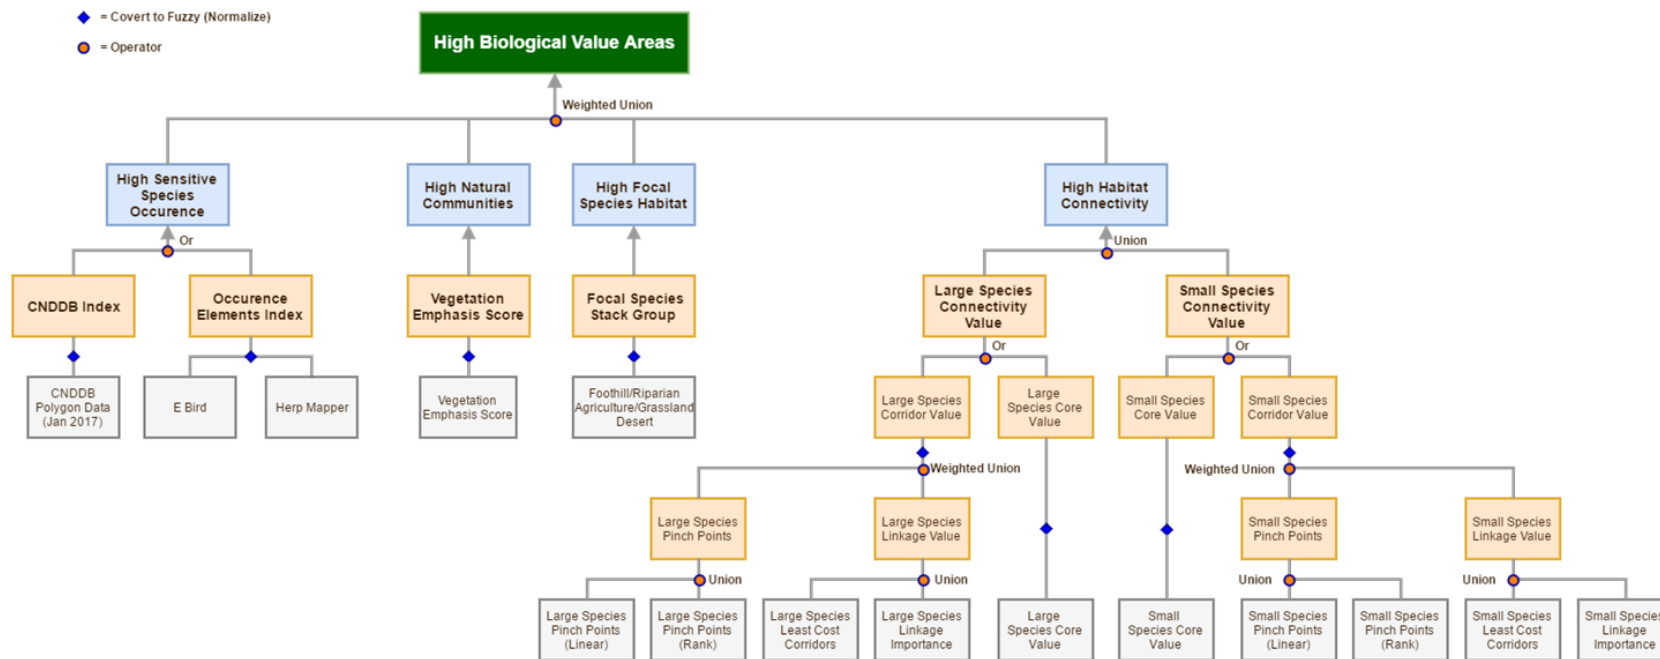 = Covert to Fuzzy (Normalize)
= Operator
High Biological Value Areas
Weighted Union
High Sensitive
Species
Occurence
High Natural
Communities
High Focal
Species Habitat
High Habitat
Connectivity
Or
Union
CNDDB Index
Occurence
Elements Index
Vegetation
Emphasis Score
Focal Species
Stack Group
Large Species
Connectivity
Value
Small Species
Connectivity
Value
Or
Or
CNDDB
Polygon Data
(Jan 2017)
E Bird
Herp Mapper
Vegetation
Emphasis Score
Foothill/Riparian
Agriculture/Grassland
Desert
Large Species
Corridor Value
Large
Species Core
Value
Small Species
Core Value
Small Species
Corridor Value
Weighted Union
Weighted Union
Large Species
Pinch Points
Large Species
Linkage Value
Small Species
Pinch Points
Small Species
Linkage Value
Union
Union
Union
Union
Large Species
Pinch Points
(Linear)
Large Species
Pinch Points
(Rank)
Large Species
Least Cost
Corridors
Large Species
Linkage
Importance
Large
Species Core
Value
Small
Species Core
Value
Small Species
Pinch Points
(Linear)
Small Species
Pinch Points
(Rank)
Small Species
Least Cost
Corridors
Small Species
Linkage
Importance